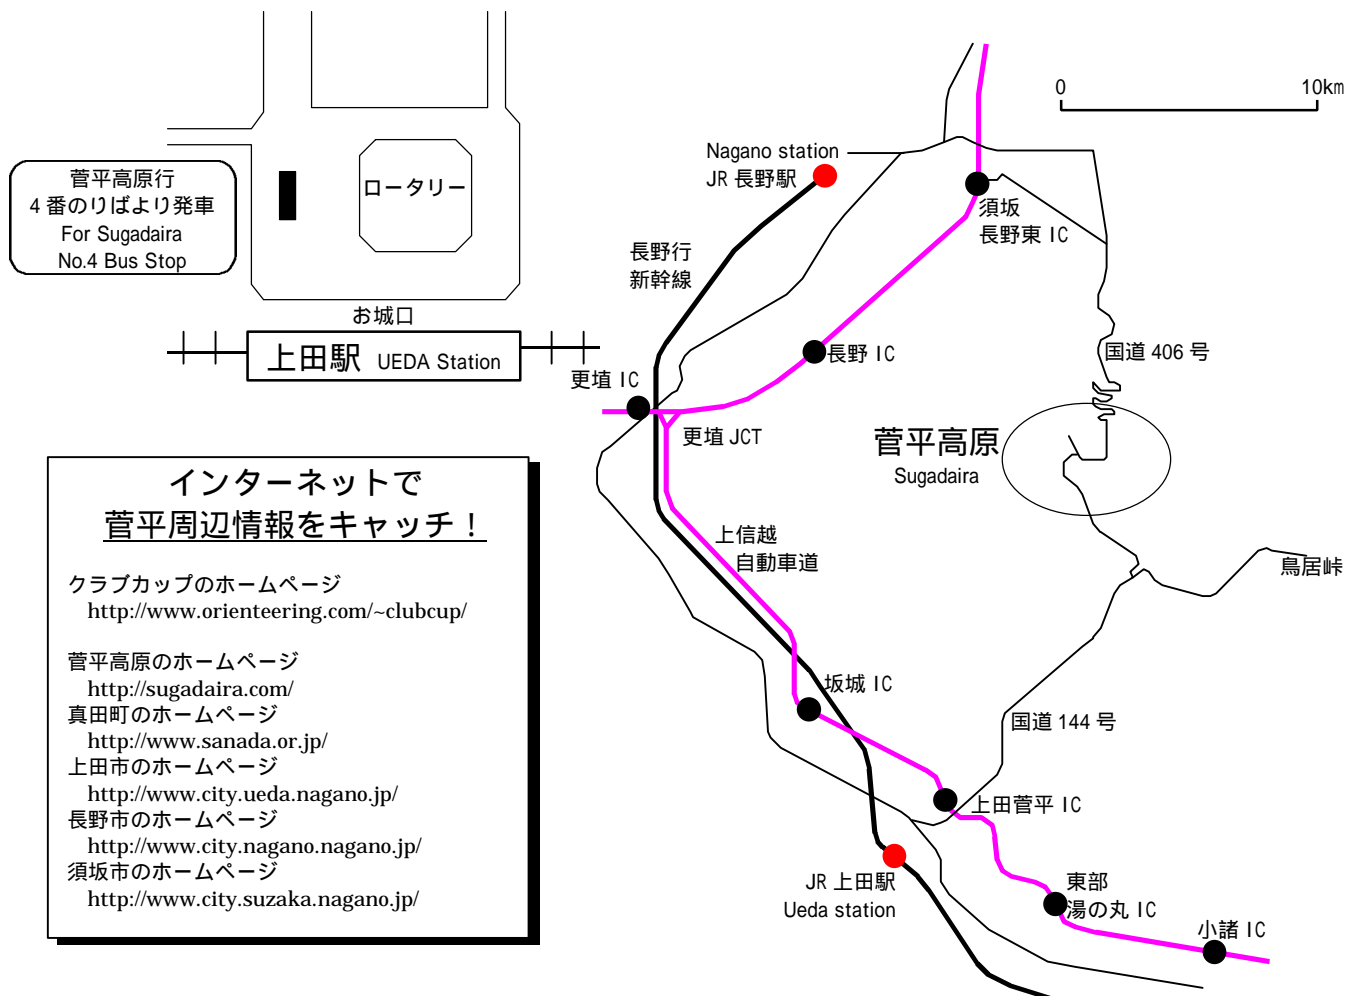 菅平高原行
4 番のりばより発車
For Sugadaira
No.4 Bus Stop
ロータリー
お城口
上田駅 UEDA Station
インターネットで
菅平周辺情報をキャッチ！
クラブカップのホームページ
http://www.orienteering.com/~clubcup/
菅平高原のホームページ
http://sugadaira.com/
真田町のホームページ
http://www.sanada.or.jp/
上田市のホームページ
http://www.city.ueda.nagano.jp/
長野市のホームページ
http://www.city.nagano.nagano.jp/
須坂市のホームページ
http://www.city.suzaka.nagano.jp/
0
10km
Nagano station
JR 長野駅
須坂
長野東 IC
長野行
新幹線
長野 IC
国道 406 号
更埴 IC
更埴 JCT
菅平高原
Sugadaira
上信越
自動車道
鳥居峠
坂城 IC
国道 144 号
上田菅平 IC
JR 上田駅
Ueda station
東部
湯の丸 IC
小諸 IC